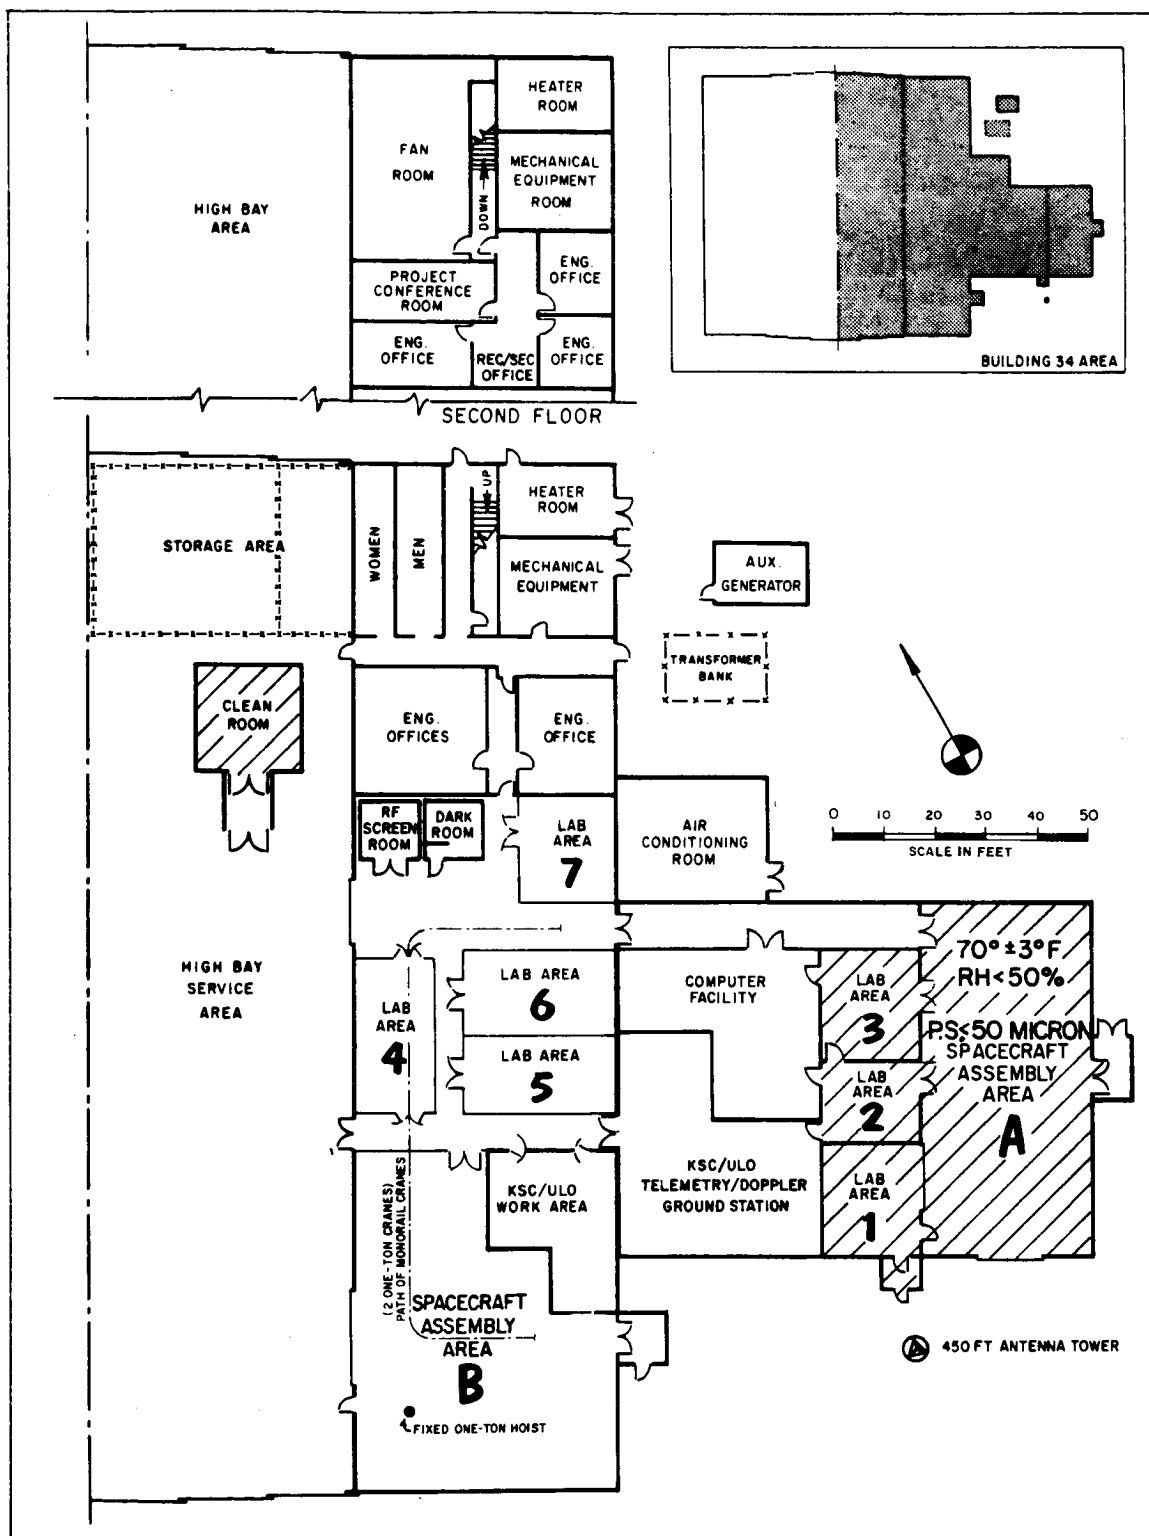 HIGH BAY
AREA
FAN
ROOM
HEATER
ROOM
MECHANICAL
EQUIPMENT
ROOM
DOWN
PROJECT
CONFERENCE
ROOM
ENG.
OFFICE
ENG.
OFFICE
REC/SEC
OFFICE
ENG.
OFFICE
BUILDING 34 AREA
SECOND FLOOR
STORAGE AREA
WOMEN
MEN
UP
HEATER
ROOM
MECHANICAL
EQUIPMENT
AUX.
GENERATOR
TRANSFORMER
BANK
CLEAN
ROOM
ENG.
OFFICES
ENG.
OFFICE
RF
SCREEN
ROOM
DARK
ROOM
LAB
AREA
7
AIR
CONDITIONING
ROOM
0 10 20 30 40 50
SCALE IN FEET
HIGH BAY
SERVICE
AREA
LAB
AREA
4
LAB AREA
6
LAB AREA
5
COMPUTER
FACILITY
LAB
AREA
3
LAB
AREA
2
LAB
AREA
1
70° ±3°F
RH<50%
P.S.≤50 MICRON
SPACECRAFT
ASSEMBLY
AREA
A
KSC/ULO
WORK AREA
KSC/ULO
TELEMETRY/DOPPLER
GROUND STATION
(2 ONE-TON CRANES)
PATH OF MONORAIL CRANES
SPACECRAFT
ASSEMBLY
AREA
B
FIXED ONE-TON HOIST
450 FT ANTENNA TOWER